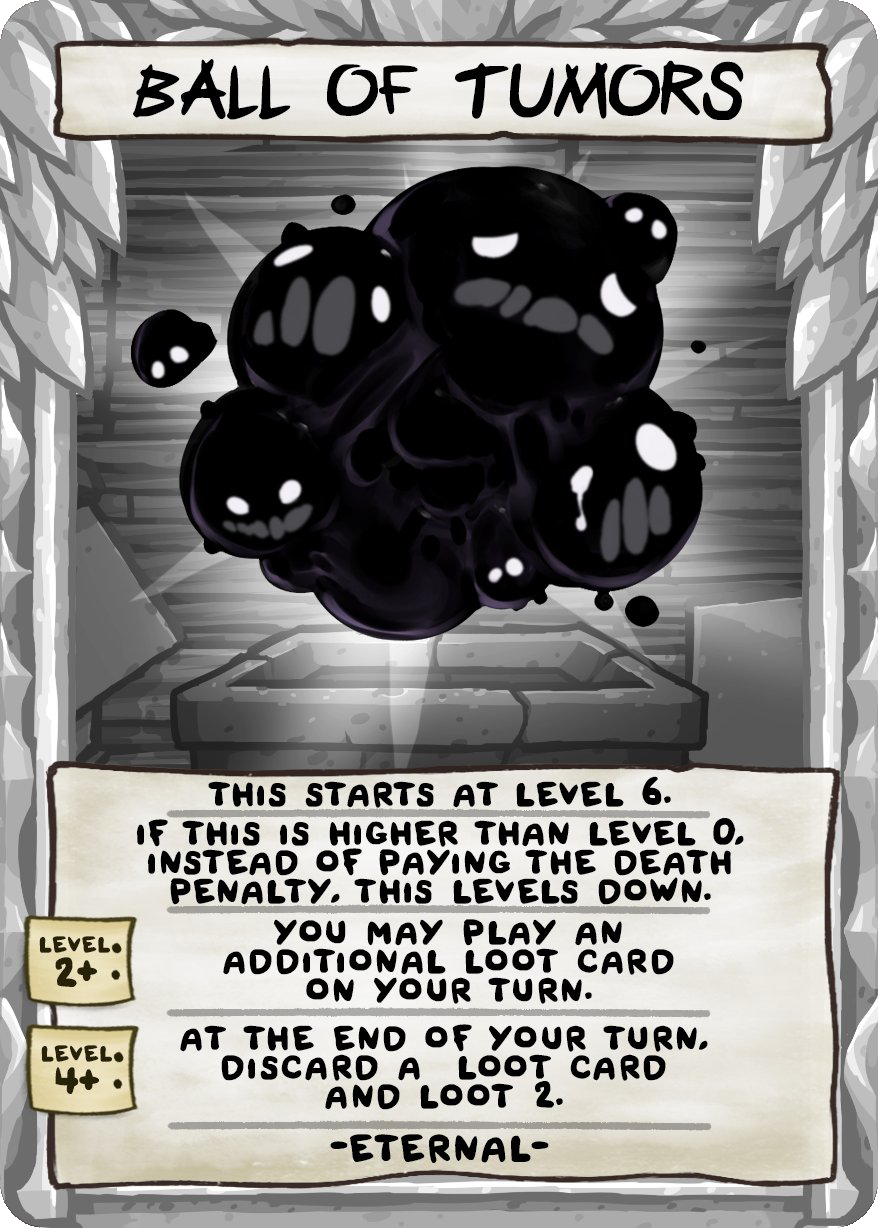 BALL OF TUMORS
THIS STARTS AT LEVEL 6.
IF THIS IS HIGHER THAN LEVEL 0,
INSTEAD OF PAYING THE DEATH
PENALTY, THIS LEVELS DOWN.
LEVEL:
2+ :
YOU MAY PLAY AN
ADDITIONAL LOOT CARD
ON YOUR TURN.
LEVEL:
4+ :
AT THE END OF YOUR TURN,
DISCARD A LOOT CARD
AND LOOT 2.
-ETERNAL-